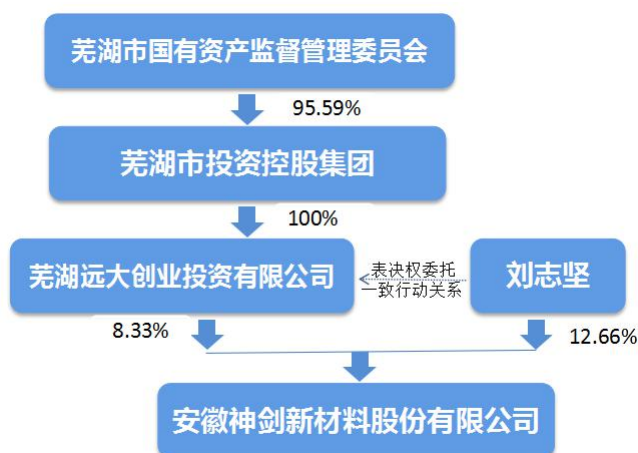 芜湖市国有资产监督管理委员会
95.59%
芜湖市投资控股集团
100%
芜湖远大创业投资有限公司
表决权委托
一致行动关系
刘志坚
8.33%
12.66%
安徽神剑新材料股份有限公司